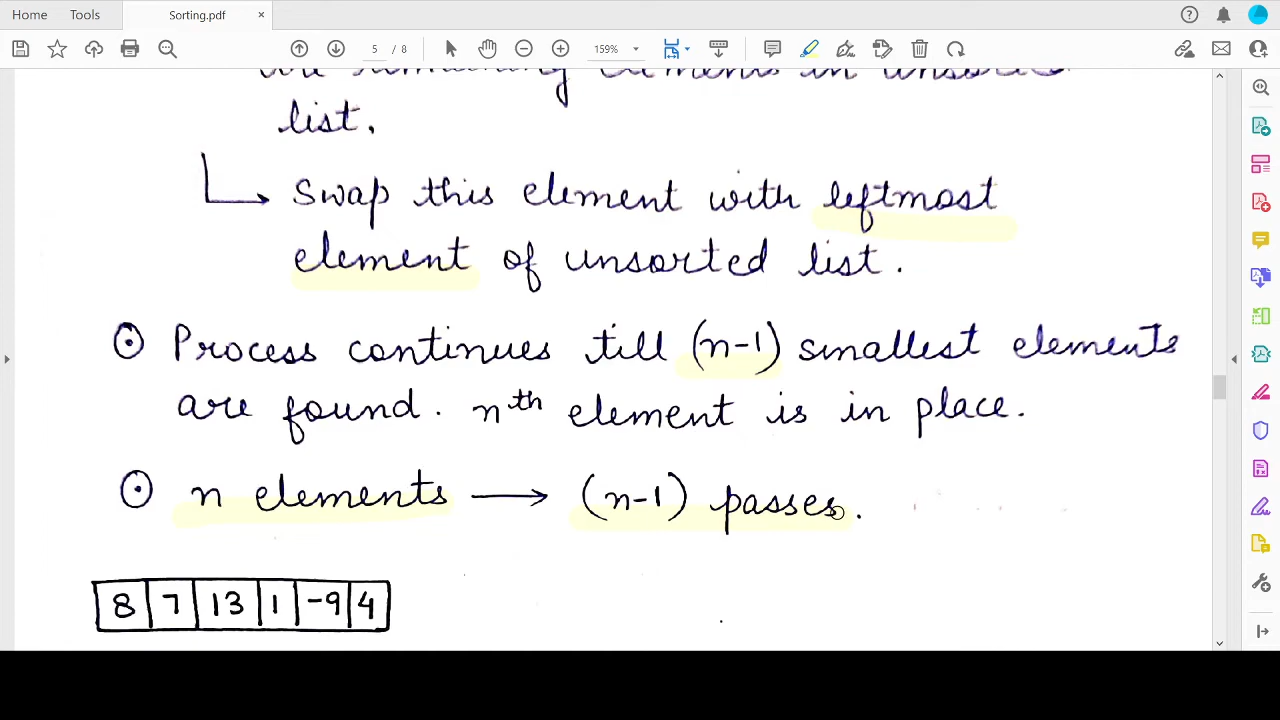 Home Tools Sorting.pdf ×
5 / 8 159%
in
list.
Swap this element with leftmost
element of unsorted list.
Process continues till (n-1) smallest elements
are found. nth element is in place.
n elements → (n-1) passes.
8 7 13 1 -9 4